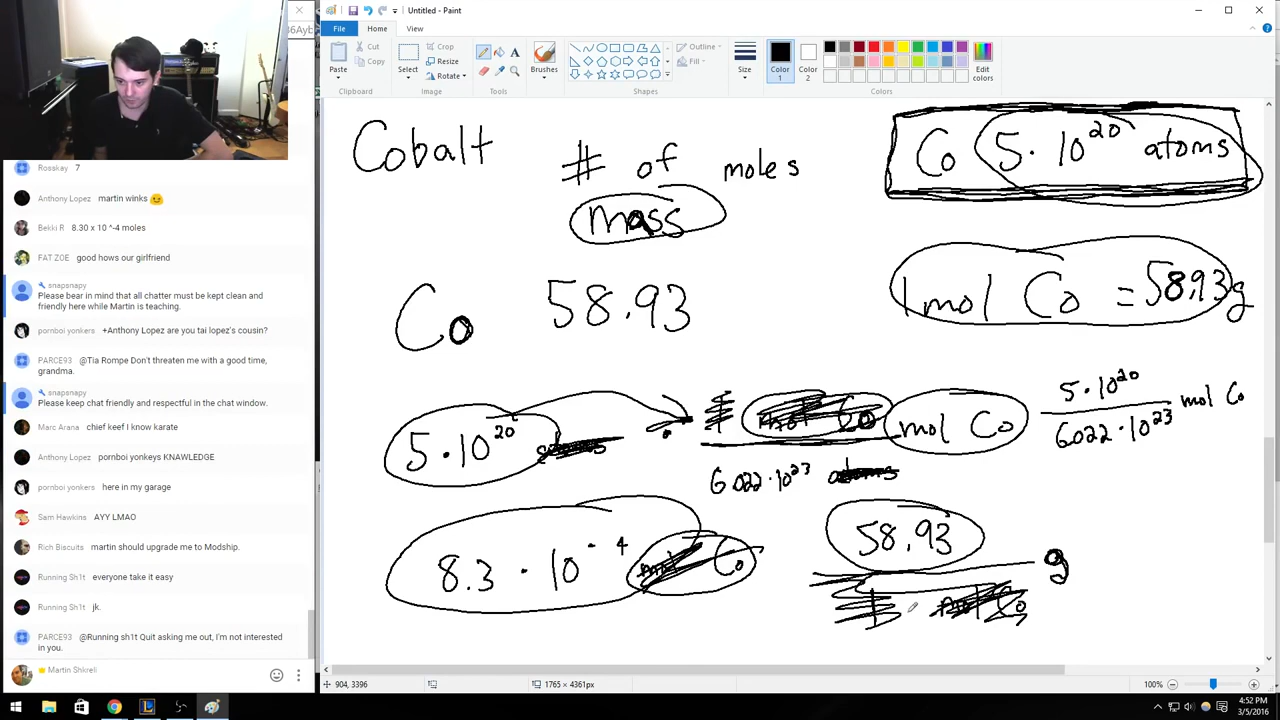 36Ayb
Rosskay 7
Anthony Lopez martin winks
Bekki R 8.30 x 10 ^-4 moles
FAT ZOE good hows our girlfriend
snapsnapy
Please bear in mind that all chatter must be kept clean and
friendly here while Martin is teaching.
pornboi yonkers +Anthony Lopez are you tai lopez's cousin?
PARCE93 @Tia Rompe Don't threaten me with a good time,
grandma.
snapsnapy
Please keep chat friendly and respectful in the chat window.
Marc Arana chief keef I know karate
Anthony Lopez pornboi yonkeys KNAWLEDGE
pornboi yonkers here in my garage
Sam Hawkins AYY LMAO
Rich Biscuits martin should upgrade me to Modship.
Running Sh1t everyone take it easy
Running Sh1t jk.
PARCE93 @Running sh1t Quit asking me out, I'm not interested
in you.
Martin Shkreli
Untitled - Paint
File Home View
Paste Cut Copy
Clipboard
Select Crop Resize Rotate
Image
Tools
Brushes
Outline Fill
Shapes
Size
Color 1 Color 2
Edit colors
Colors
Cobalt
# of moles
mass
Co 5 · 10^20 atoms
Co 58.93
1 mol Co = 58.93g
5 · 10^20
mol Co
6.022 · 10^23
5 · 10^20
6.022 · 10^23 mol Co
8.3 · 10^-4 mol Co
58.93 g
1 mol Co
904, 3396
1765 × 4361px
100%
4:52 PM
3/5/2016